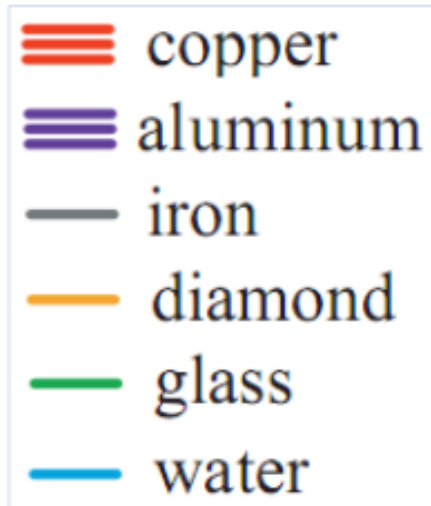 copper
aluminum
iron
diamond
glass
water